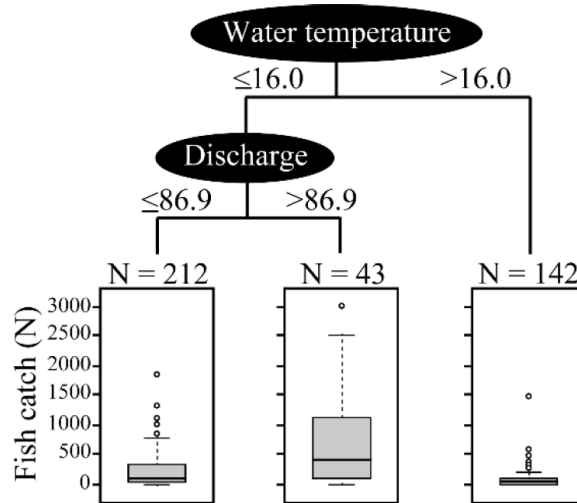 Water temperature
≤16.0 >16.0
Discharge
≤86.9 >86.9
N = 212 N = 43 N = 142
Fish catch (N)
3000
2500
2000
1500
1000
500
0